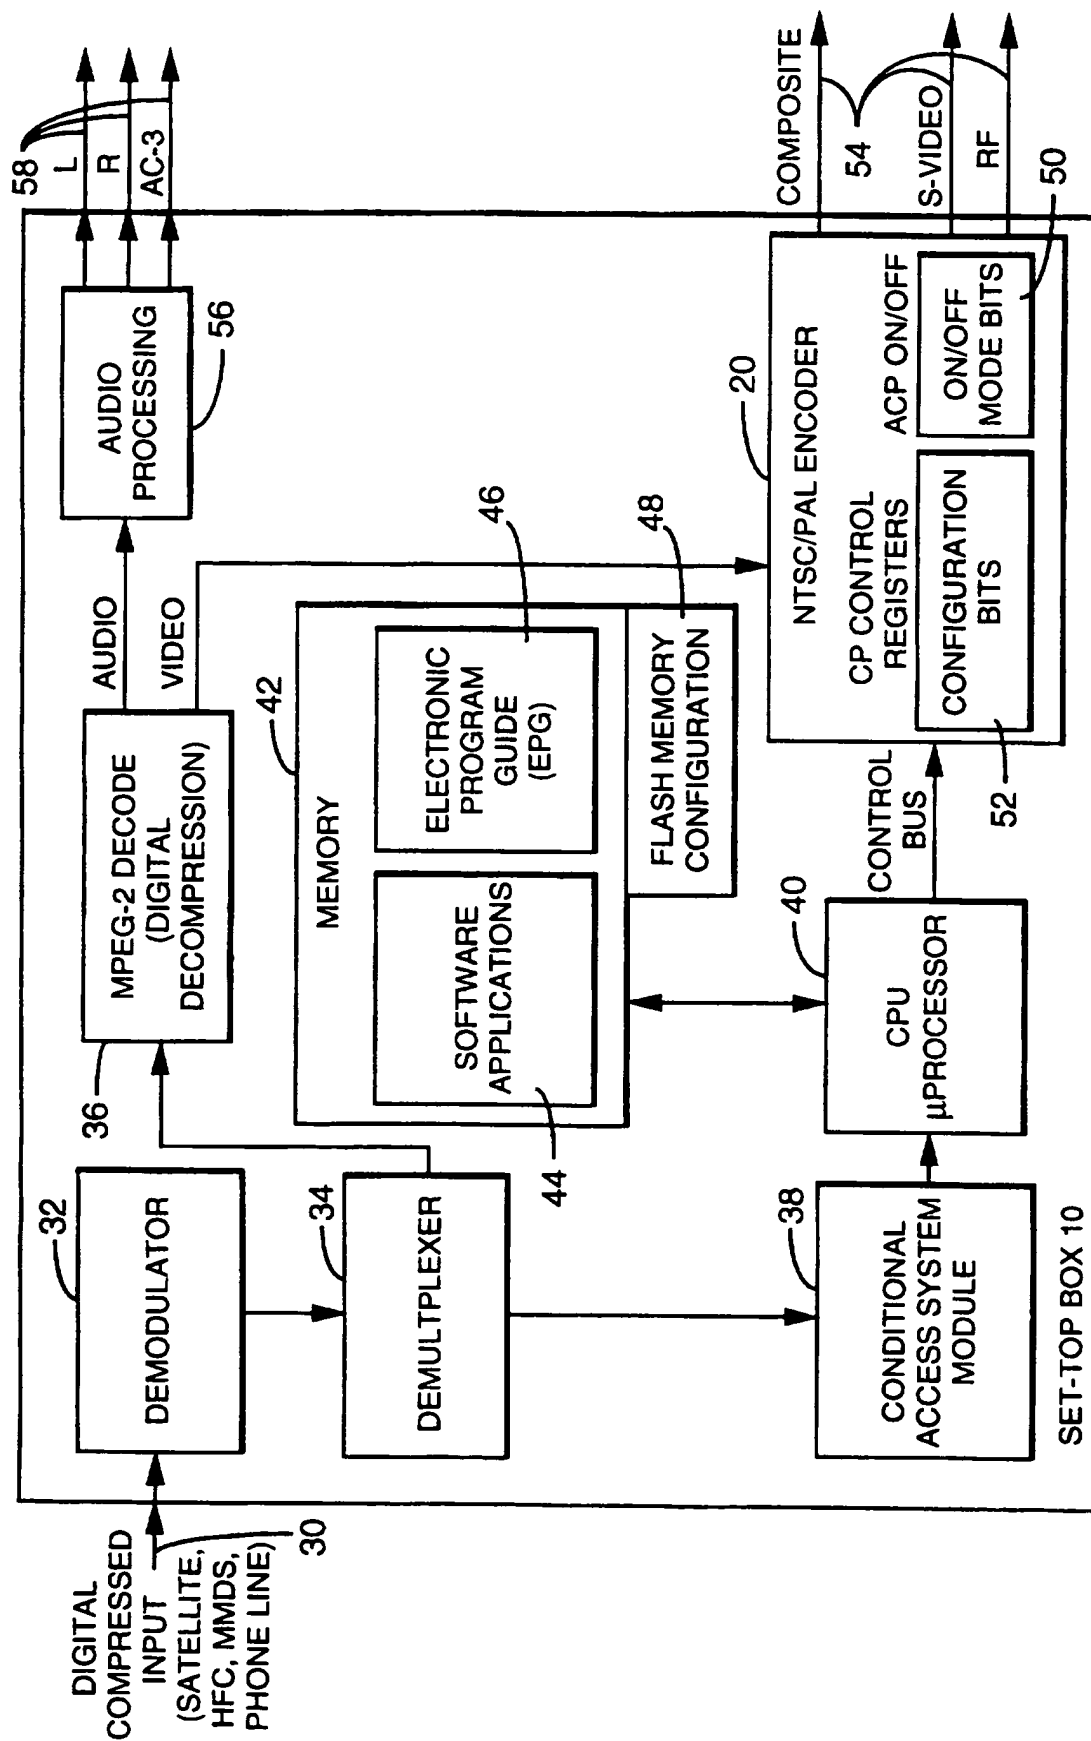 DIGITAL
COMPRESSED
INPUT
(SATELLITE,
HFC, MMDS,
PHONE LINE)
30
32
DEMODULATOR
34
DEMULTPLEXER
36
MPEG-2 DECODE
(DIGITAL
DECOMPRESSION)
AUDIO
VIDEO
AUDIO
PROCESSING
56
58
L
R
AC-3
42
MEMORY
SOFTWARE
APPLICATIONS
44
ELECTRONIC
PROGRAM
GUIDE
(EPG)
46
FLASH MEMORY
CONFIGURATION
48
38
CONDITIONAL
ACCESS SYSTEM
MODULE
40
CPU
µPROCESSOR
CONTROL
BUS
20
NTSC/PAL ENCODER
CP CONTROL
REGISTERS
ACP ON/OFF
CONFIGURATION
BITS
52
ON/OFF
MODE BITS
50
COMPOSITE
54
S-VIDEO
RF
SET-TOP BOX 10